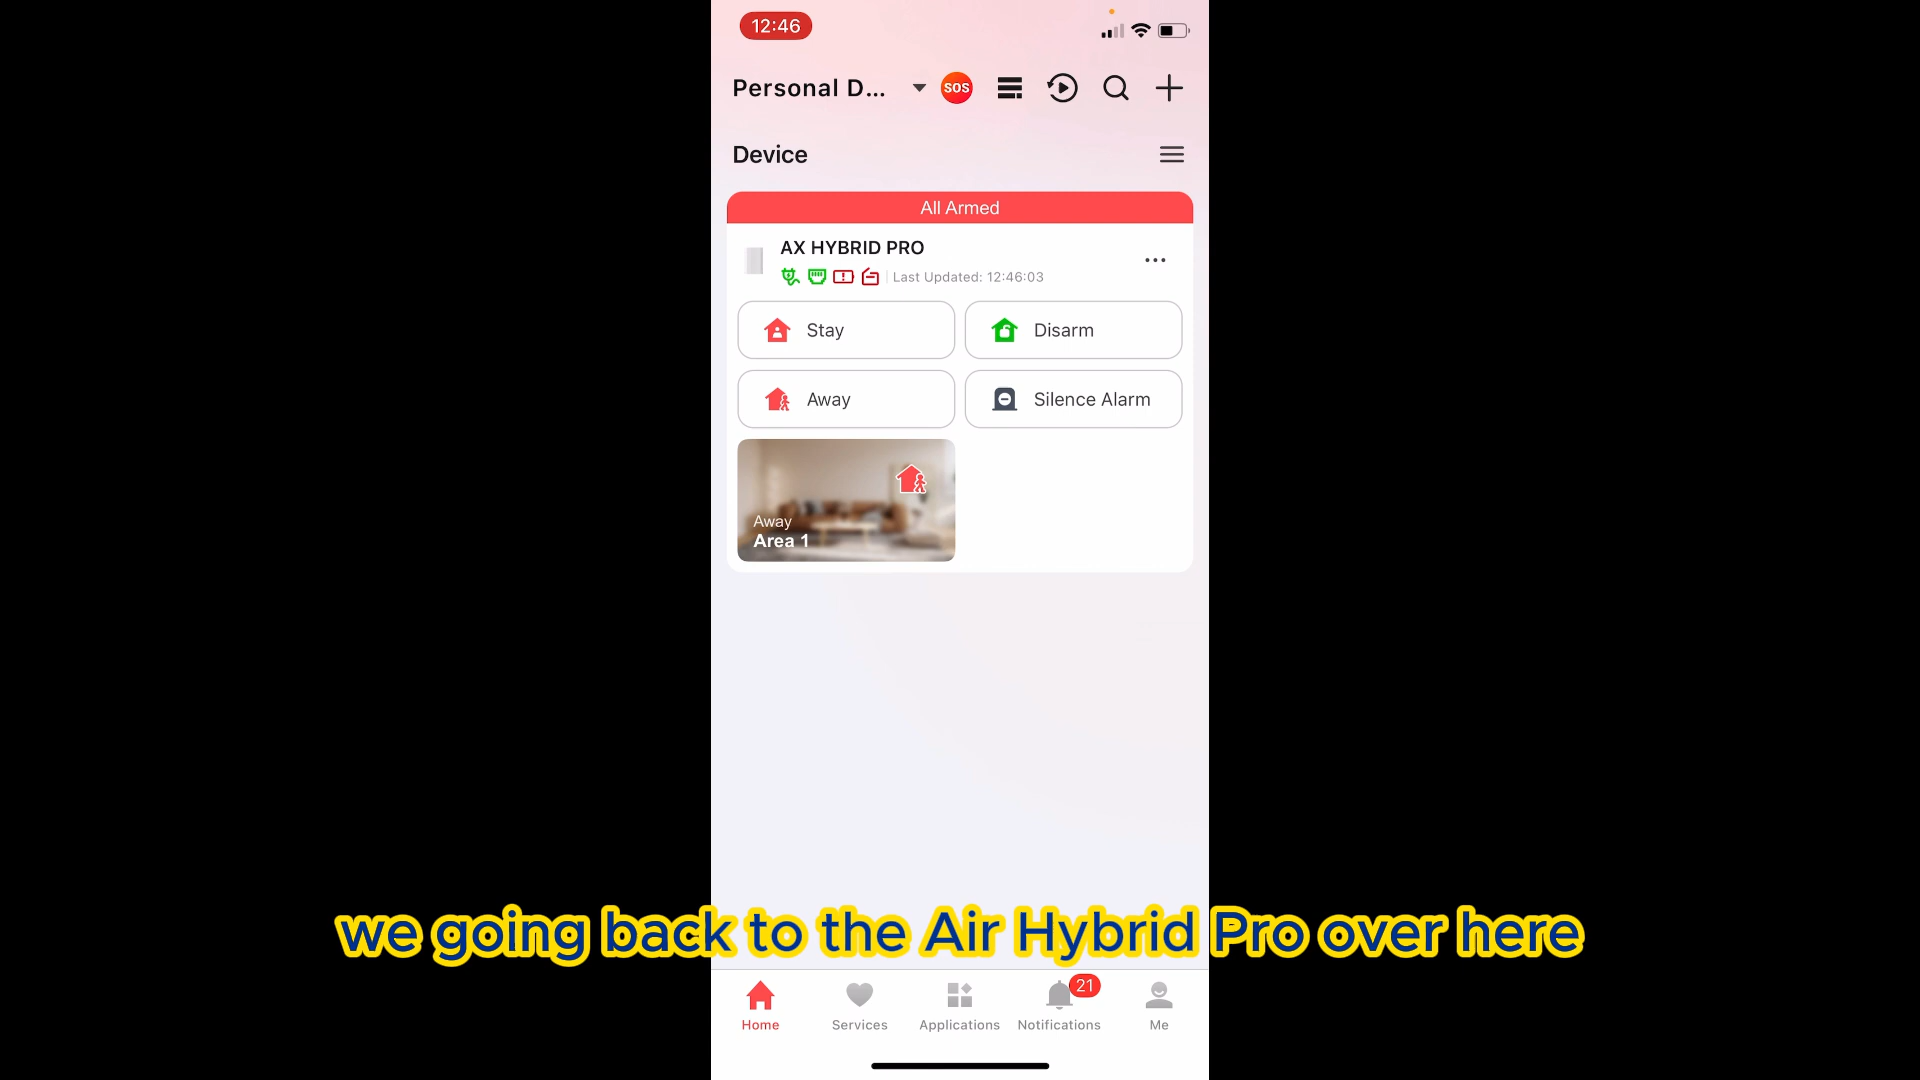 12:46
Personal D...
SOS
Device
All Armed
AX HYBRID PRO
Last Updated: 12:46:03
Stay
Disarm
Away
Silence Alarm
Away
Area 1
we going back to the Air Hybrid Pro over here
21
Home
Services
Applications
Notifications
Me